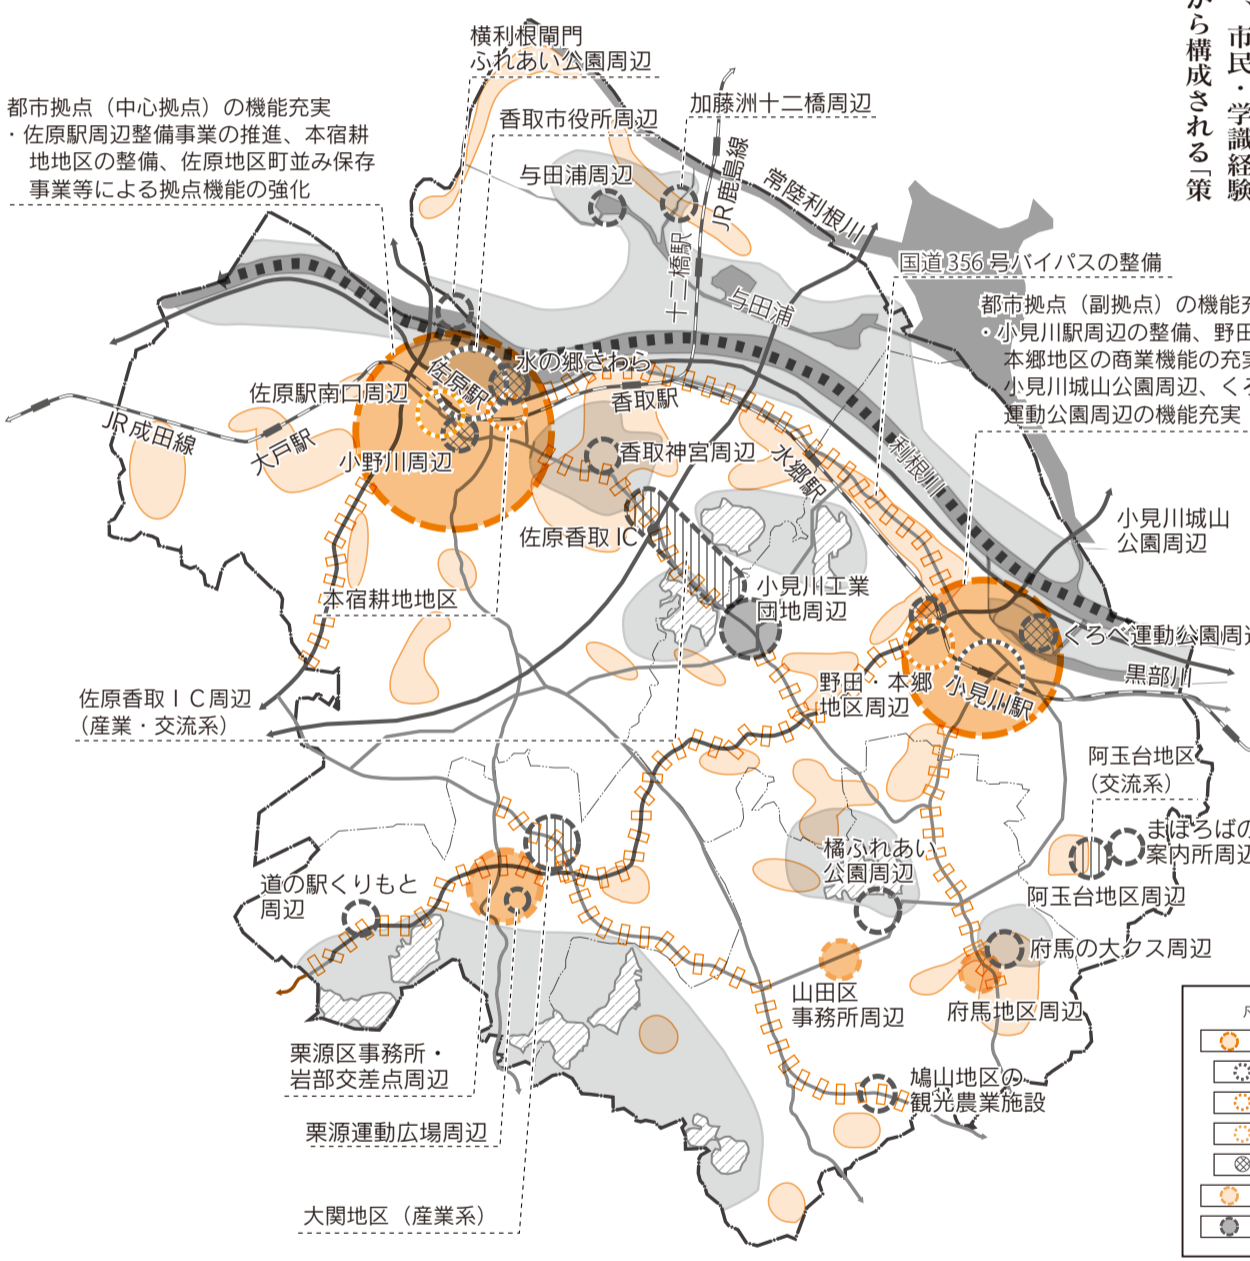 、市民・学識経験
から構成される「策
横利根閘門
ふれあい公園周辺
都市拠点（中心拠点）の機能充実
・佐原駅周辺整備事業の推進、本宿耕
地地区の整備、佐原地区町並み保存
事業等による拠点機能の強化
香取市役所周辺
加藤洲十二橋周辺
与田浦周辺
JR鹿島線
常陸利根川
十二橋駅
与田浦
国道356号バイパスの整備
都市拠点（副拠点）の機能充
・小見川駅周辺の整備、野田
本郷地区の商業機能の充実
小見川城山公園周辺、くろ
運動公園周辺の機能充実
水の郷さわら
佐原駅
佐原駅南口周辺
香取駅
JR成田線
大戸駅
小野川周辺
香取神宮周辺
水郷駅
利根川
佐原香取IC
小見川城山
公園周辺
本宿耕地地区
小見川工業
団地周辺
くろべ運動公園周辺
黒部川
野田・本郷
地区周辺
小見川駅
佐原香取ＩＣ周辺
（産業・交流系）
阿玉台地区
（交流系）
まほろばの
案内所周辺
橘ふれあい
公園周辺
阿玉台地区周辺
道の駅くりもと
周辺
府馬の大クス周辺
山田区
事務所周辺
府馬地区周辺
栗源区事務所・
岩部交差点周辺
鳩山地区の
観光農業施設
栗源運動広場周辺
大関地区（産業系）